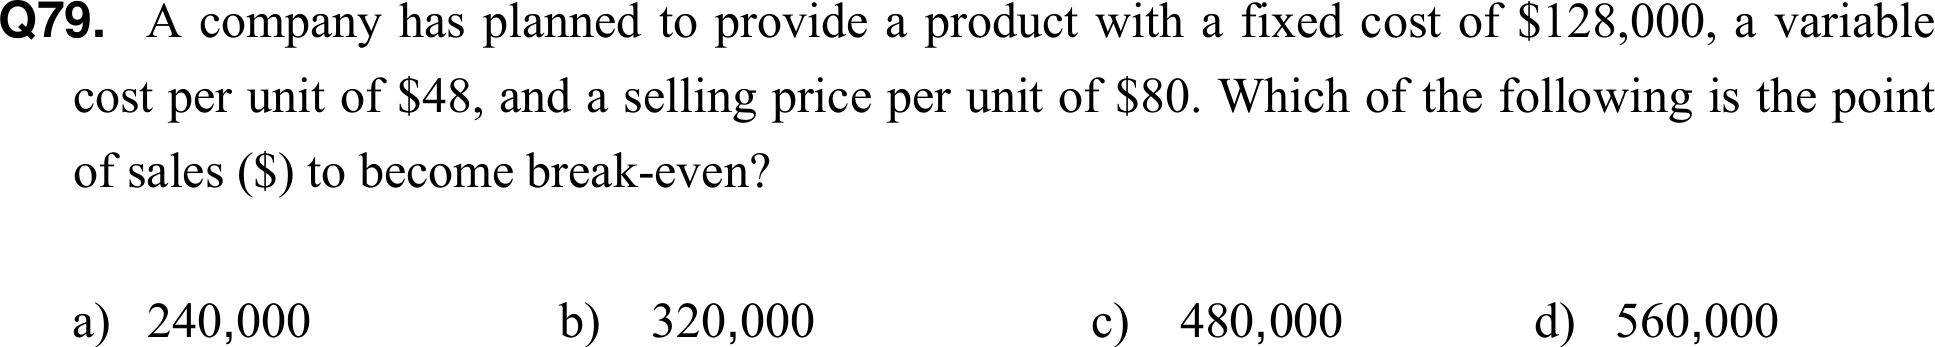 Q79. A company has planned to provide a product with a fixed cost of $128,000, a variable
cost per unit of $48, and a selling price per unit of $80. Which of the following is the point
of sales ($) to become break-even?
a) 240,000 b) 320,000 c) 480,000 d) 560,000